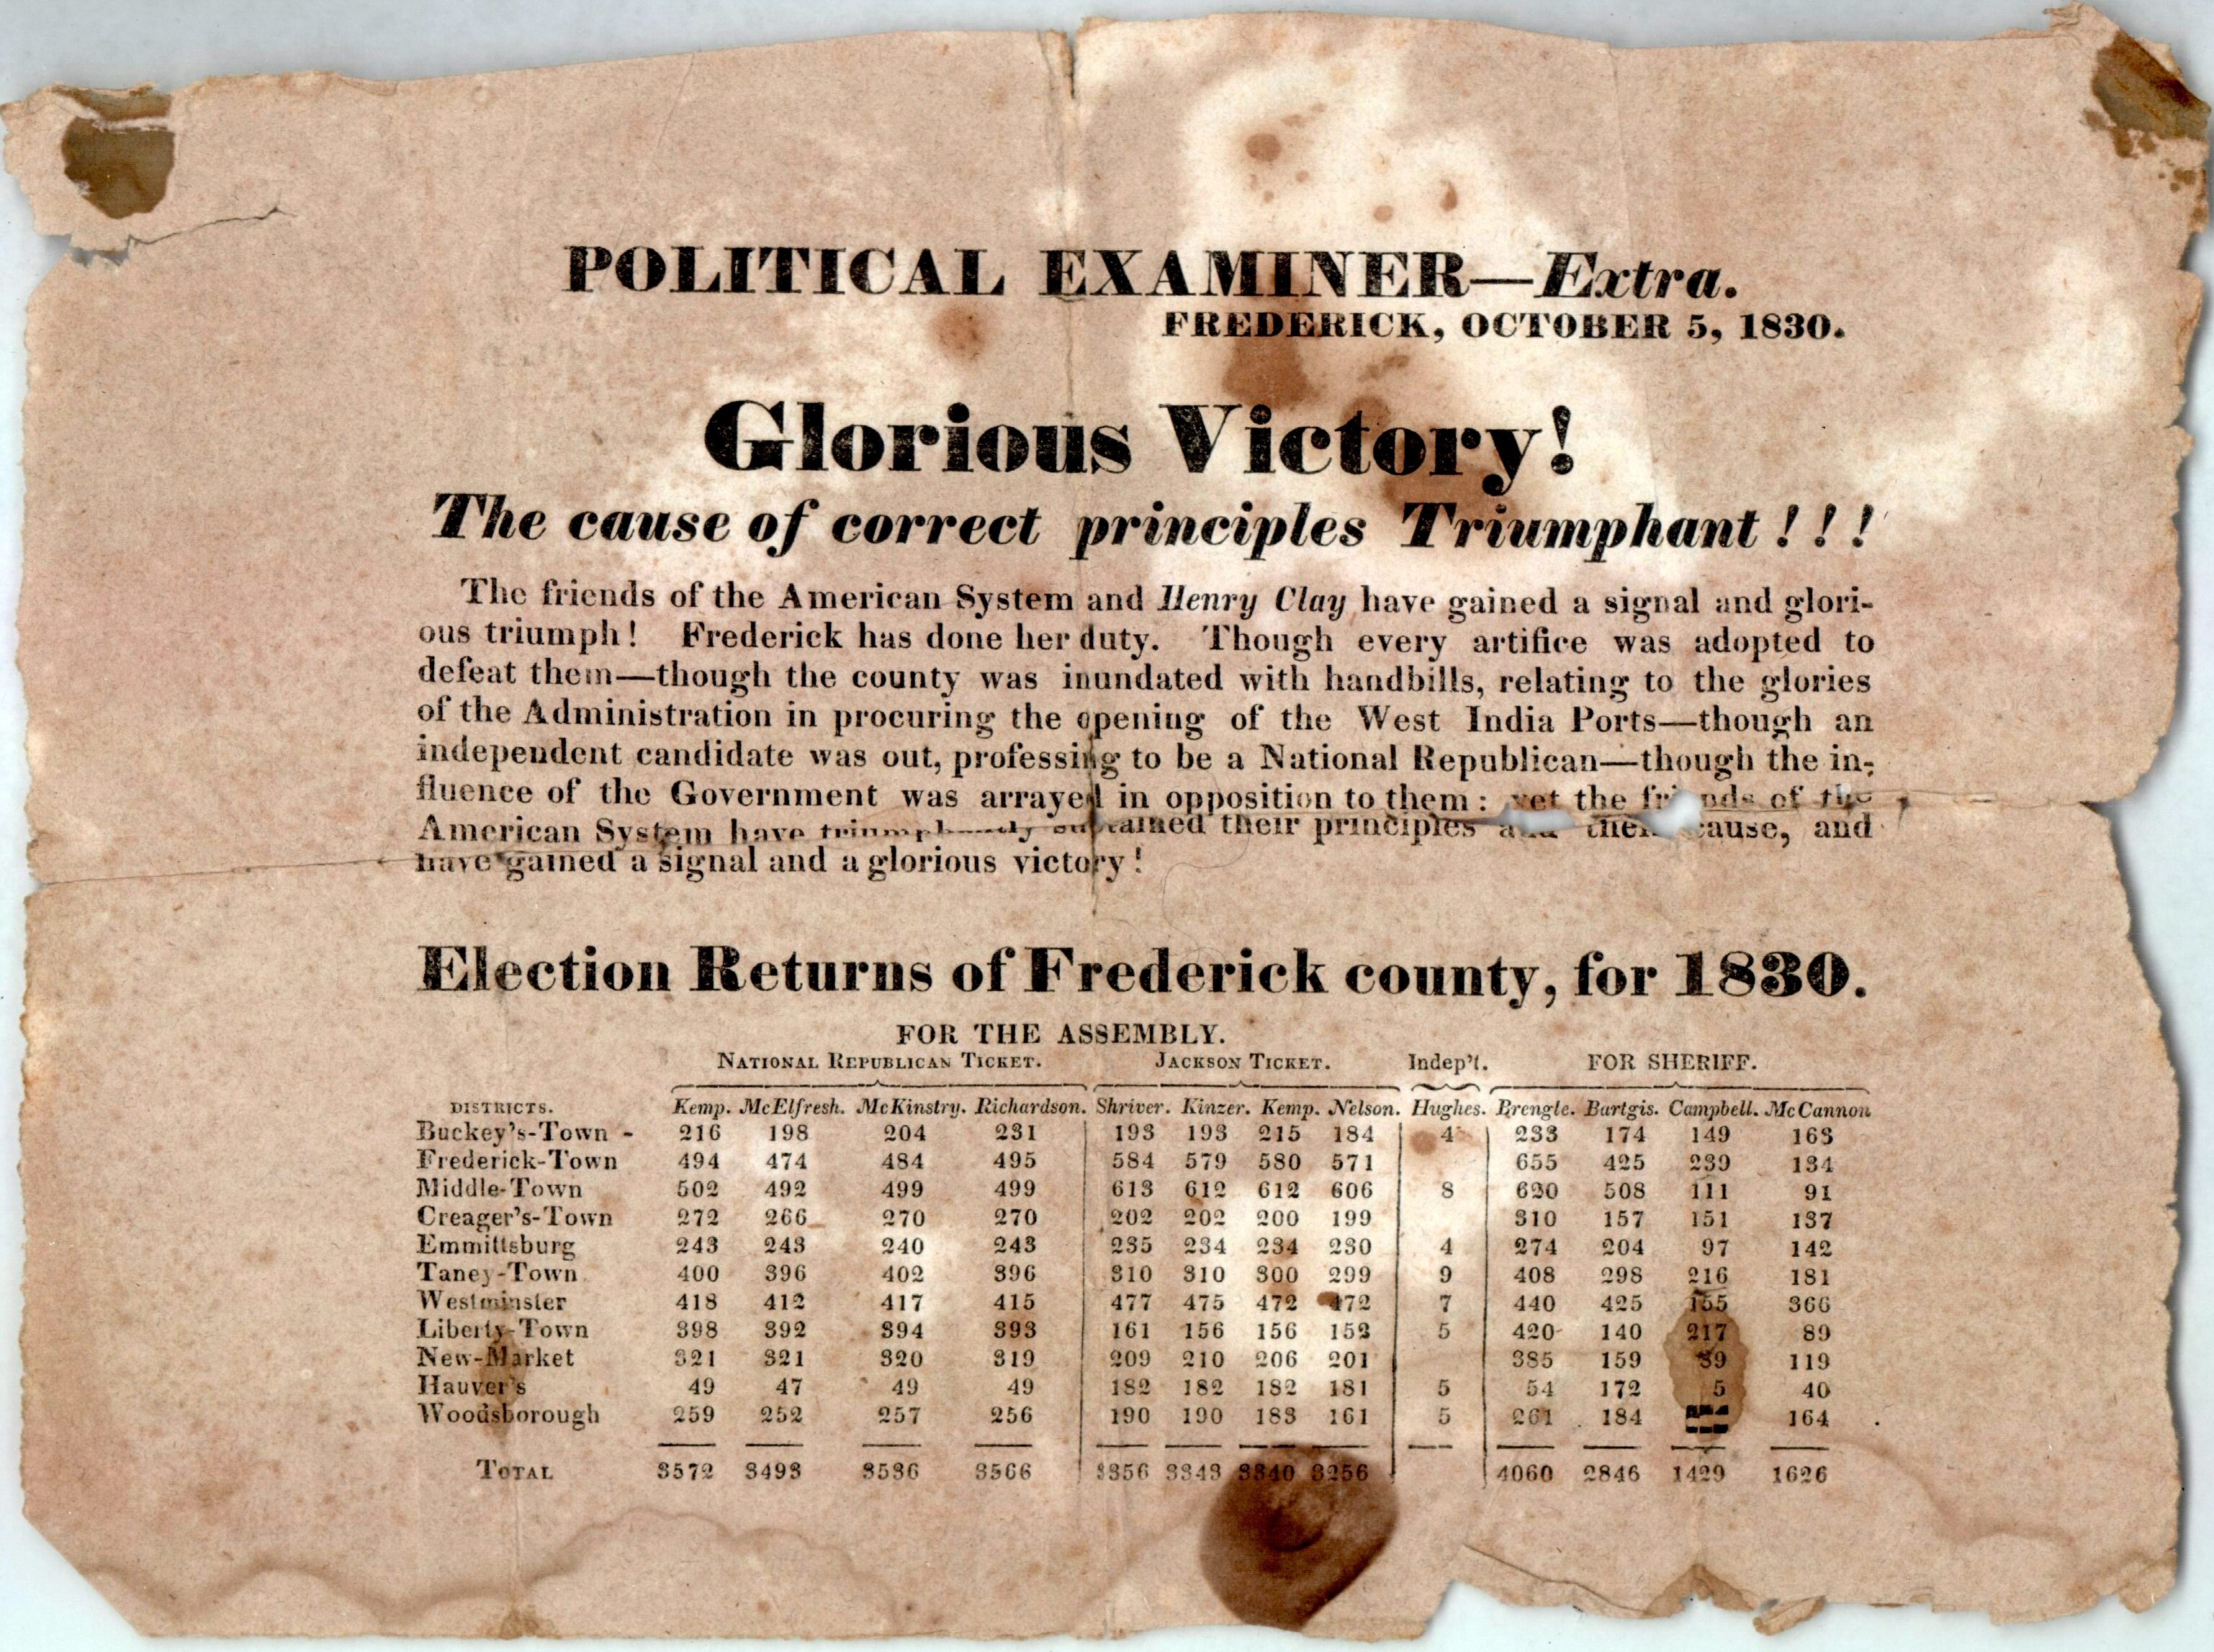 POLITICAL EXAMINER—Extra.
FREDERICK, OCTOBER 5, 1830.
Glorious Victory!
The cause of correct principles Triumphant ! ! !
The friends of the American System and Henry Clay have gained a signal and glori-
ous triumph! Frederick has done her duty. Though every artifice was adopted to
defeat them—though the county was inundated with handbills, relating to the glories
of the Administration in procuring the opening of the West India Ports—though an
independent candidate was out, professing to be a National Republican—though the in-
fluence of the Government was arrayed in opposition to them: yet the friends of the
American System have triumphantly sustained their principles and their cause, and
have gained a signal and a glorious victory!
Election Returns of Frederick county, for 1830.
FOR THE ASSEMBLY.
NATIONAL REPUBLICAN TICKET. JACKSON TICKET. Indep't. FOR SHERIFF.
DISTRICTS. Kemp. McElfresh. McKinstry. Richardson. Shriver. Kinzer. Kemp. Nelson. Hughes. Brengle. Bartgis. Campbell. McCannon
Buckey's-Town - 216 198 204 231 193 193 215 184 4 233 174 149 163
Frederick-Town 494 474 484 495 584 579 580 571 655 425 239 134
Middle-Town 502 492 499 499 613 612 612 606 8 620 508 111 91
Creager's-Town 272 266 270 270 202 202 200 199 310 157 151 137
Emmittsburg 243 243 240 243 235 234 234 230 4 274 204 97 142
Taney-Town 400 396 402 396 310 310 300 299 9 408 298 216 181
Westminster 418 412 417 415 477 475 472 472 7 440 425 155 366
Liberty-Town 398 392 394 393 161 156 156 152 5 420 140 217 89
New-Market 321 321 320 319 209 210 206 201 385 159 39 119
Hauver's 49 47 49 49 182 182 182 181 5 54 172 5 40
Woodsborough 259 252 257 256 190 190 183 161 5 261 184 164
TOTAL 3572 3493 3536 3566 3356 3343 3340 3256 4060 2846 1429 1626